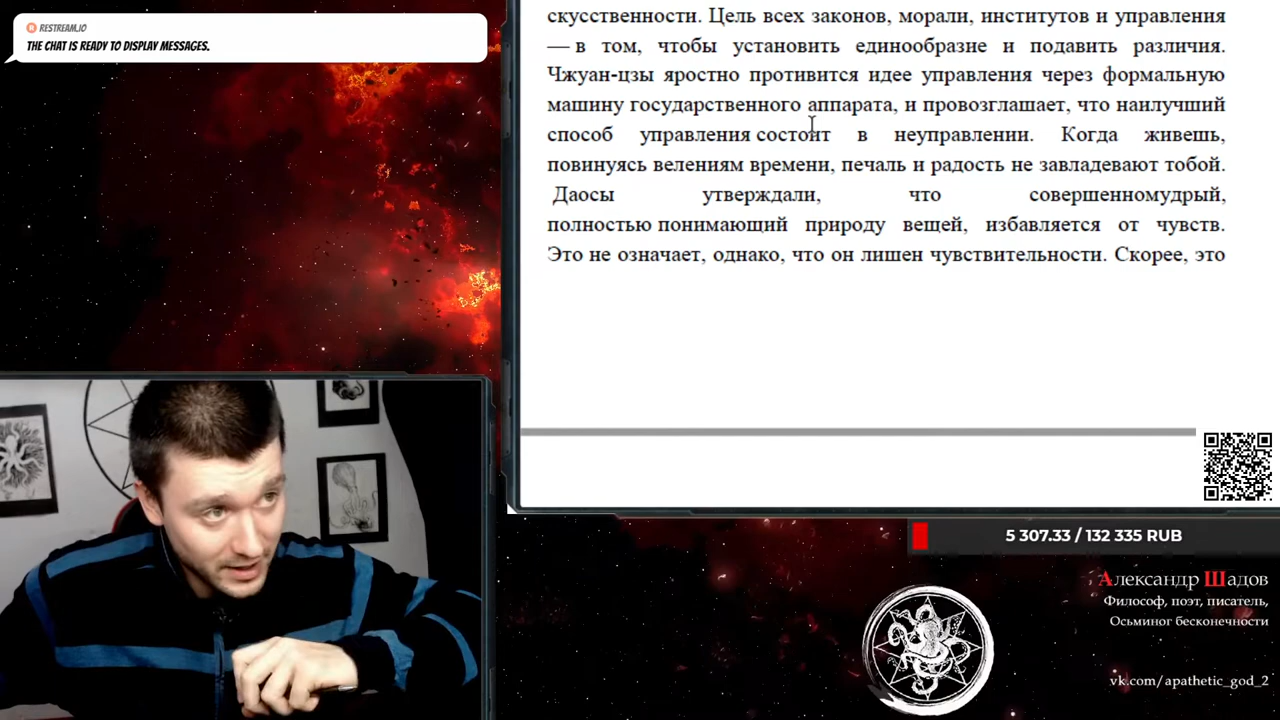 RESTREAM.IO
THE CHAT IS READY TO DISPLAY MESSAGES.
скусственности. Цель всех законов, морали, институтов и управления
— в том, чтобы установить единообразие и подавить различия.
Чжуан-цзы яростно противится идее управления через формальную
машину государственного аппарата, и провозглашает, что наилучший
способ управления состоит в неуправлении. Когда живешь,
повинуясь велениям времени, печаль и радость не завладевают тобой.
Даосы утверждали, что совершенномудрый,
полностью понимающий природу вещей, избавляется от чувств.
Это не означает, однако, что он лишен чувствительности. Скорее, это
5 307.33 / 132 335 RUB
Александр Шадов
Философ, поэт, писатель,
Осьминог бесконечности
vk.com/apathetic_god_2